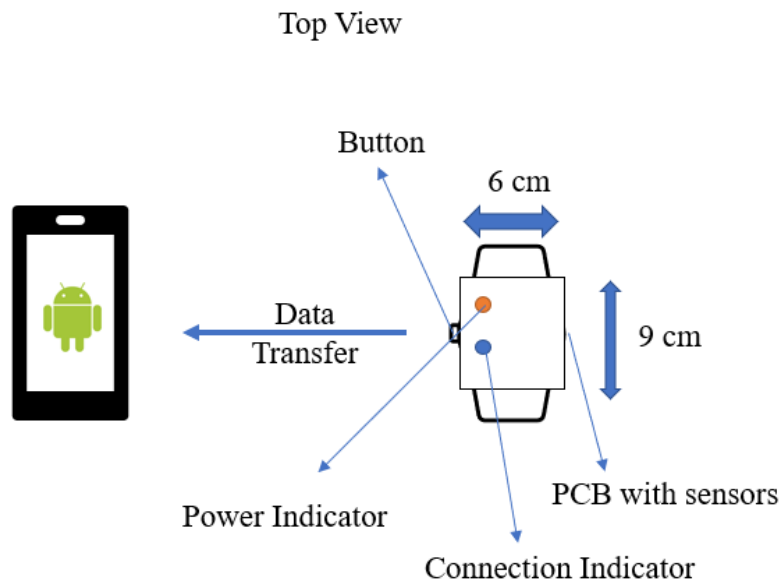 Top View
Button
6 cm
Data
Transfer
9 cm
Power Indicator
PCB with sensors
Connection Indicator